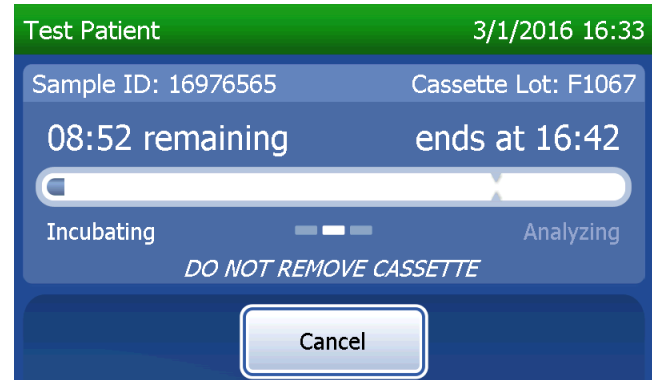 Test Patient 3/1/2016 16:33
Sample ID: 16976565 Cassette Lot: F1067
08:52 remaining ends at 16:42
Incubating Analyzing
DO NOT REMOVE CASSETTE
Cancel